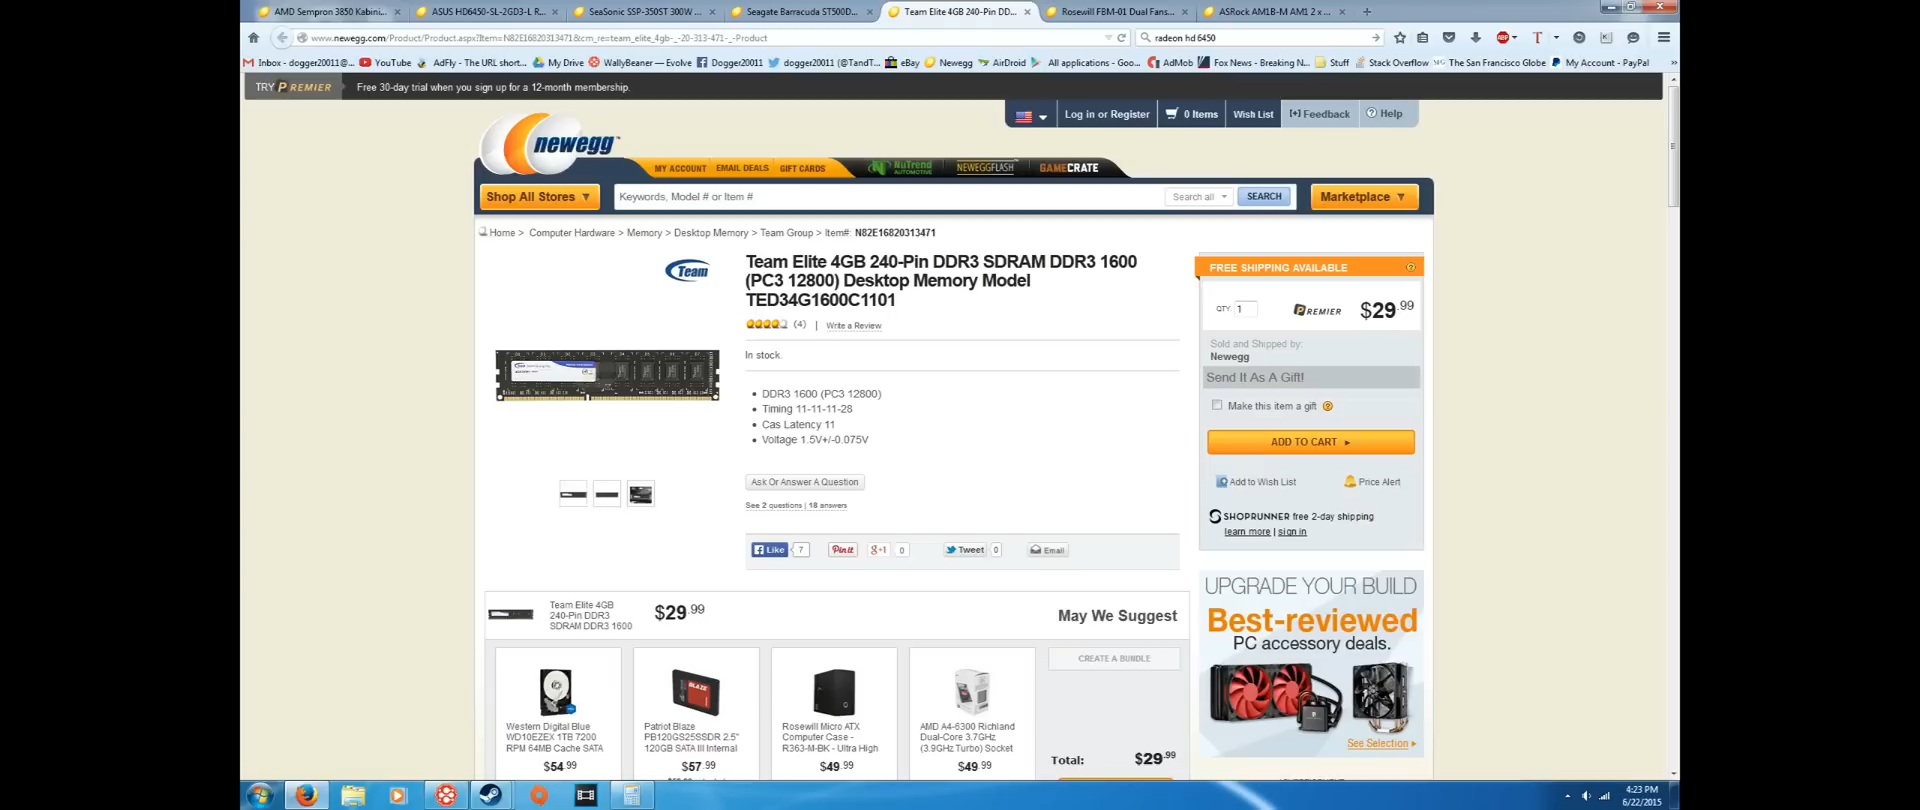 AMD Sempron 3850 Kabini...
ASUS HD6450-SL-2GD3-L R...
SeaSonic SSP-350ST 300W ...
Seagate Barracuda ST500D...
Team Elite 4GB 240-Pin DD...
Rosewill FBM-01 Dual Fans...
ASRock AM1B-M AM1 2 x ...
www.newegg.com/Product/Product.aspx?Item=N82E16820313471&cm_re=team_elite_4gb-_-20-313-471-_-Product
radeon hd 6450
Inbox - dogger20011@...
YouTube
AdFly - The URL short...
My Drive
WallyBeaner — Evolve
Dogger20011
dogger20011 (@TandT...
eBay
Newegg
AirDroid
All applications - Goo...
AdMob
Fox News - Breaking N...
Stuff
Stack Overflow
The San Francisco Globe
My Account - PayPal
TRY PREMIER Free 30-day trial when you sign up for a 12-month membership.
Log in or Register
0 Items
Wish List
[+] Feedback
Help
newegg
MY ACCOUNT EMAIL DEALS GIFT CARDS
NUTREND AUTOMOTIVE
NEWEGGFLASH
GAMECRATE
Shop All Stores
Keywords, Model # or Item #
Search all
SEARCH
Marketplace
Home > Computer Hardware > Memory > Desktop Memory > Team Group > Item#: N82E16820313471
Team
Team Elite 4GB 240-Pin DDR3 SDRAM DDR3 1600
(PC3 12800) Desktop Memory Model
TED34G1600C1101
(4) | Write a Review
In stock.
DDR3 1600 (PC3 12800)
Timing 11-11-11-28
Cas Latency 11
Voltage 1.5V+/-0.075V
Ask Or Answer A Question
See 2 questions | 18 answers
Like 7
Pin it
g+1 0
Tweet 0
Email
FREE SHIPPING AVAILABLE
QTY: 1
PREMIER
$29.99
Sold and Shipped by:
Newegg
Send It As A Gift!
Make this item a gift
ADD TO CART
Add to Wish List
Price Alert
SHOPRUNNER free 2-day shipping
learn more | sign in
Team Elite 4GB
240-Pin DDR3
SDRAM DDR3 1600
$29.99
May We Suggest
Western Digital Blue
WD10EZEX 1TB 7200
RPM 64MB Cache SATA
$54.99
BLAZE
Patriot Blaze
PB120GS25SSDR 2.5"
120GB SATA III Internal
$57.99
Rosewill Micro ATX
Computer Case -
R363-M-BK - Ultra High
$49.99
AMD A4-6300 Richland
Dual-Core 3.7GHz
(3.9GHz Turbo) Socket
$49.99
CREATE A BUNDLE
Total: $29.99
UPGRADE YOUR BUILD
Best-reviewed
PC accessory deals.
See Selection
4:23 PM
6/22/2015